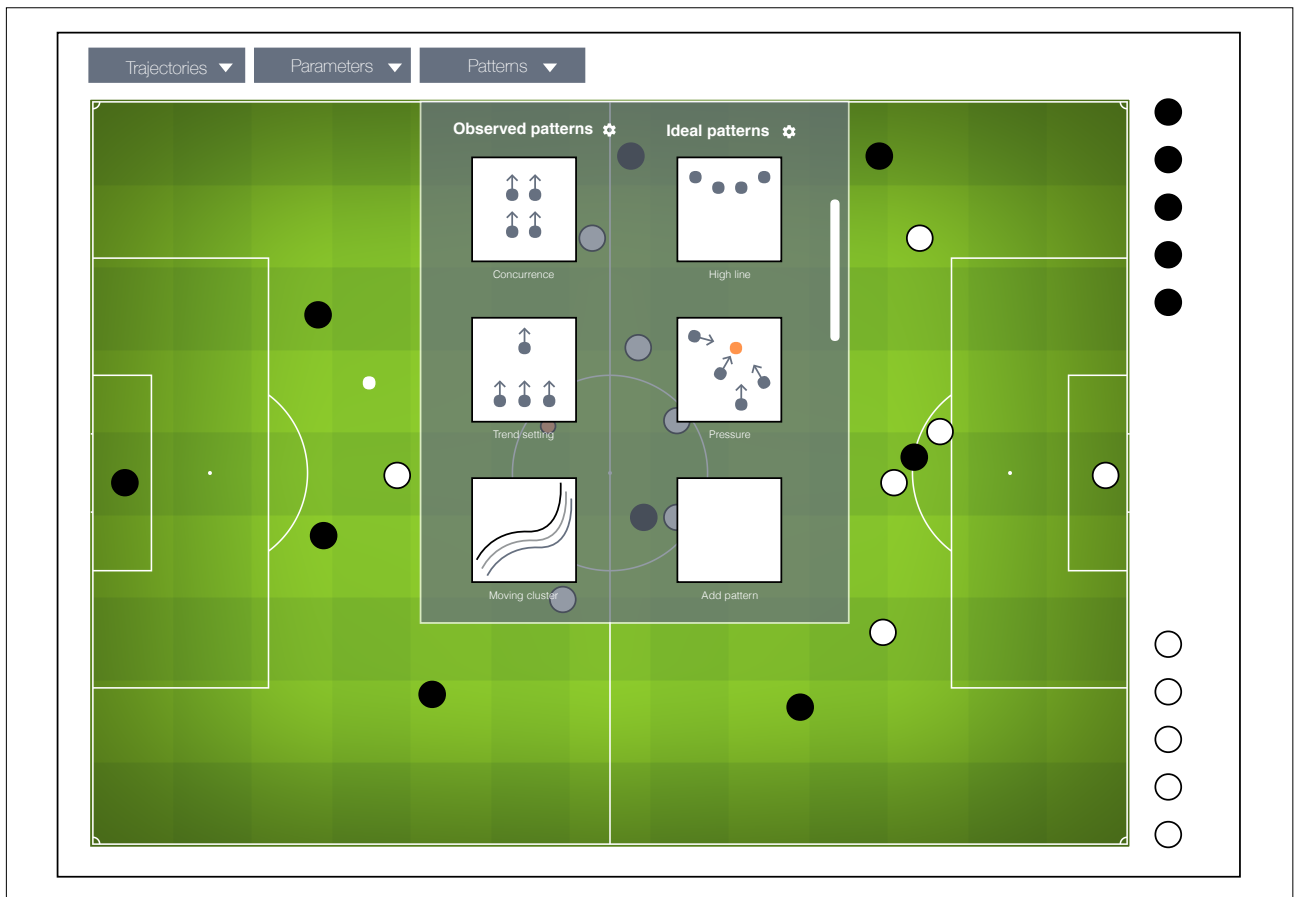 Trajectories
Parameters
Patterns
Observed patterns
Ideal patterns
Concurrence
High line
Trend setting
Pressure
Moving cluster
Add pattern